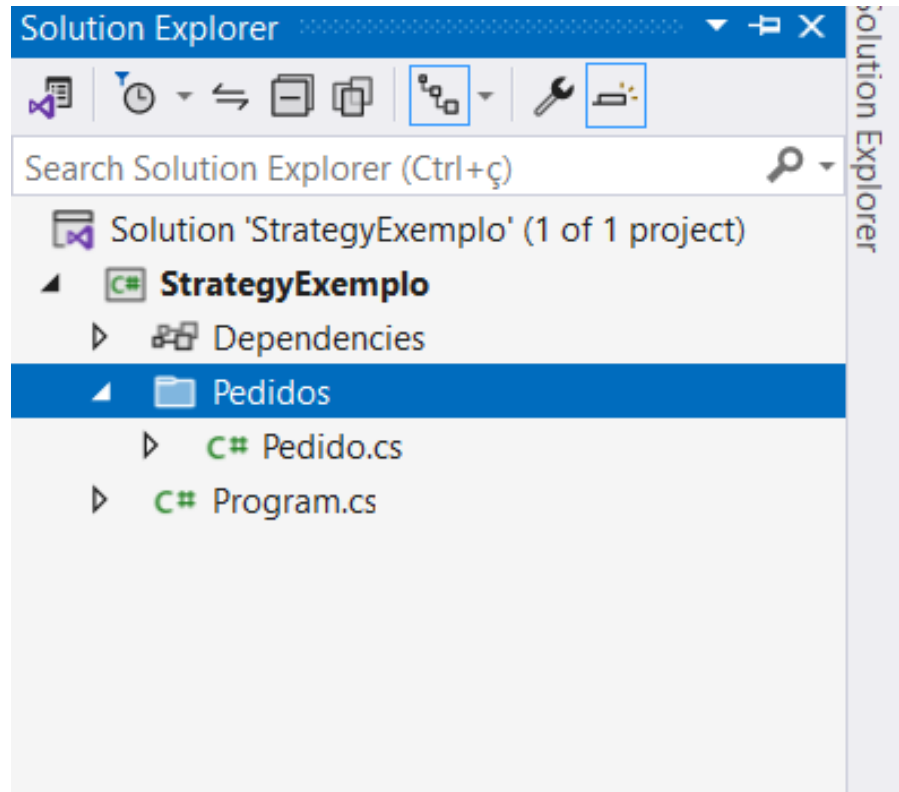 Solution Explorer
Search Solution Explorer (Ctrl+ç)
Solution 'StrategyExemplo' (1 of 1 project)
C# StrategyExemplo
Dependencies
Pedidos
C# Pedido.cs
C# Program.cs
Solution Explorer